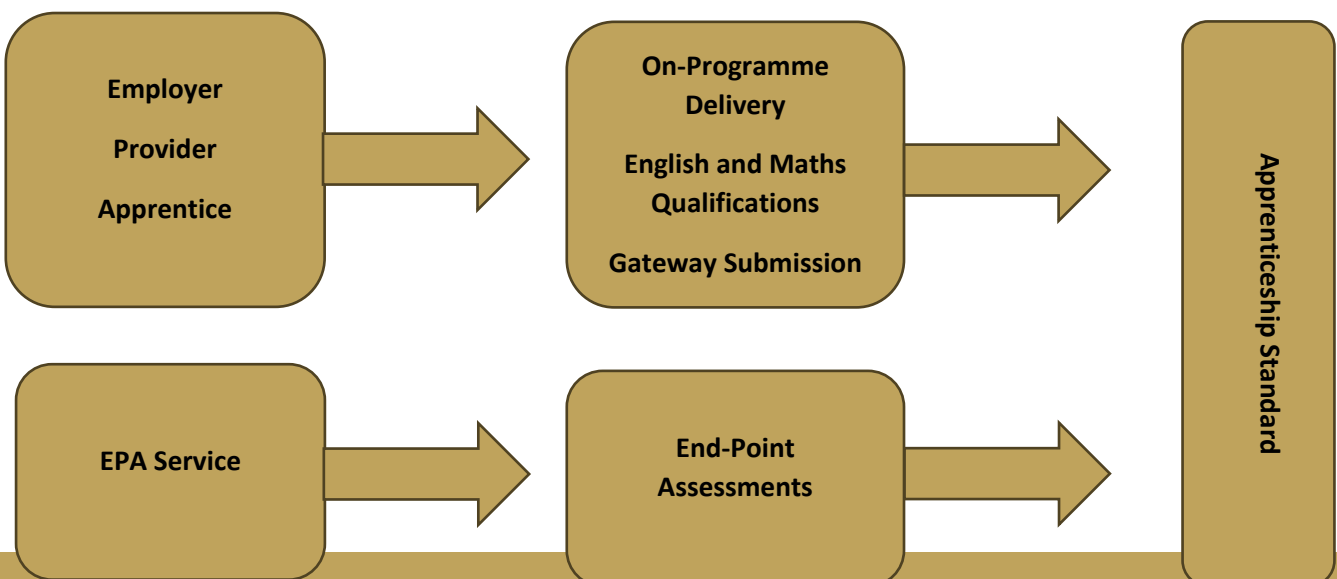 Employer
Provider
Apprentice
On-Programme
Delivery
English and Maths
Qualifications
Gateway Submission
Apprenticeship Standard
EPA Service
End-Point
Assessments